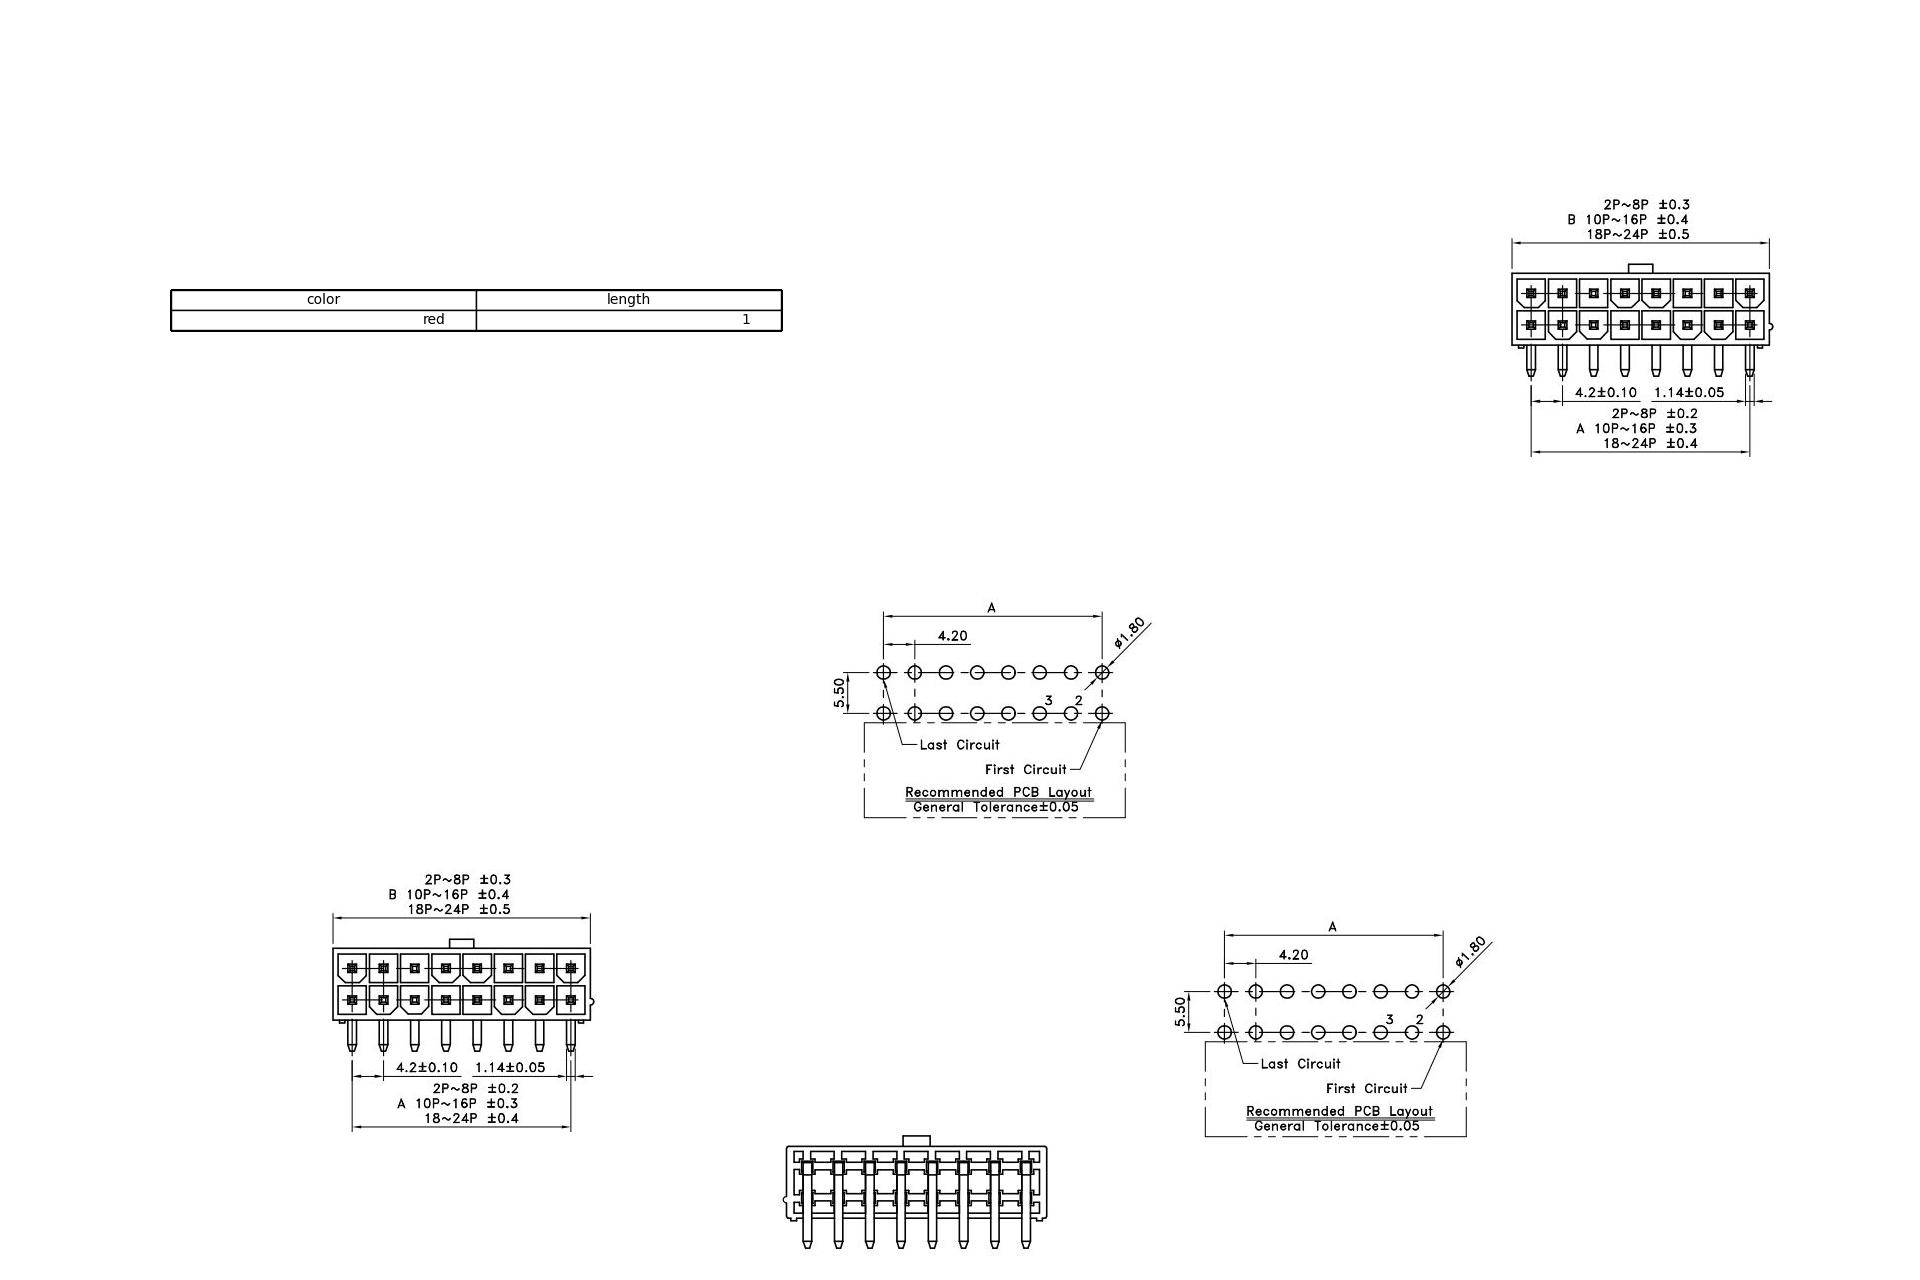 2P~8P ±0.3
B 10P~16P ±0.4
18P~24P ±0.5
color length
red 1
4.2±0.10 1.14±0.05
2P~8P ±0.2
A 10P~16P ±0.3
18~24P ±0.4
A
4.20
ø1.80
5.50
3 2
Last Circuit
First Circuit
Recommended PCB Layout
General Tolerance±0.05
2P~8P ±0.3
B 10P~16P ±0.4
18P~24P ±0.5
4.2±0.10 1.14±0.05
2P~8P ±0.2
A 10P~16P ±0.3
18~24P ±0.4
A
4.20
ø1.80
5.50
3 2
Last Circuit
First Circuit
Recommended PCB Layout
General Tolerance±0.05